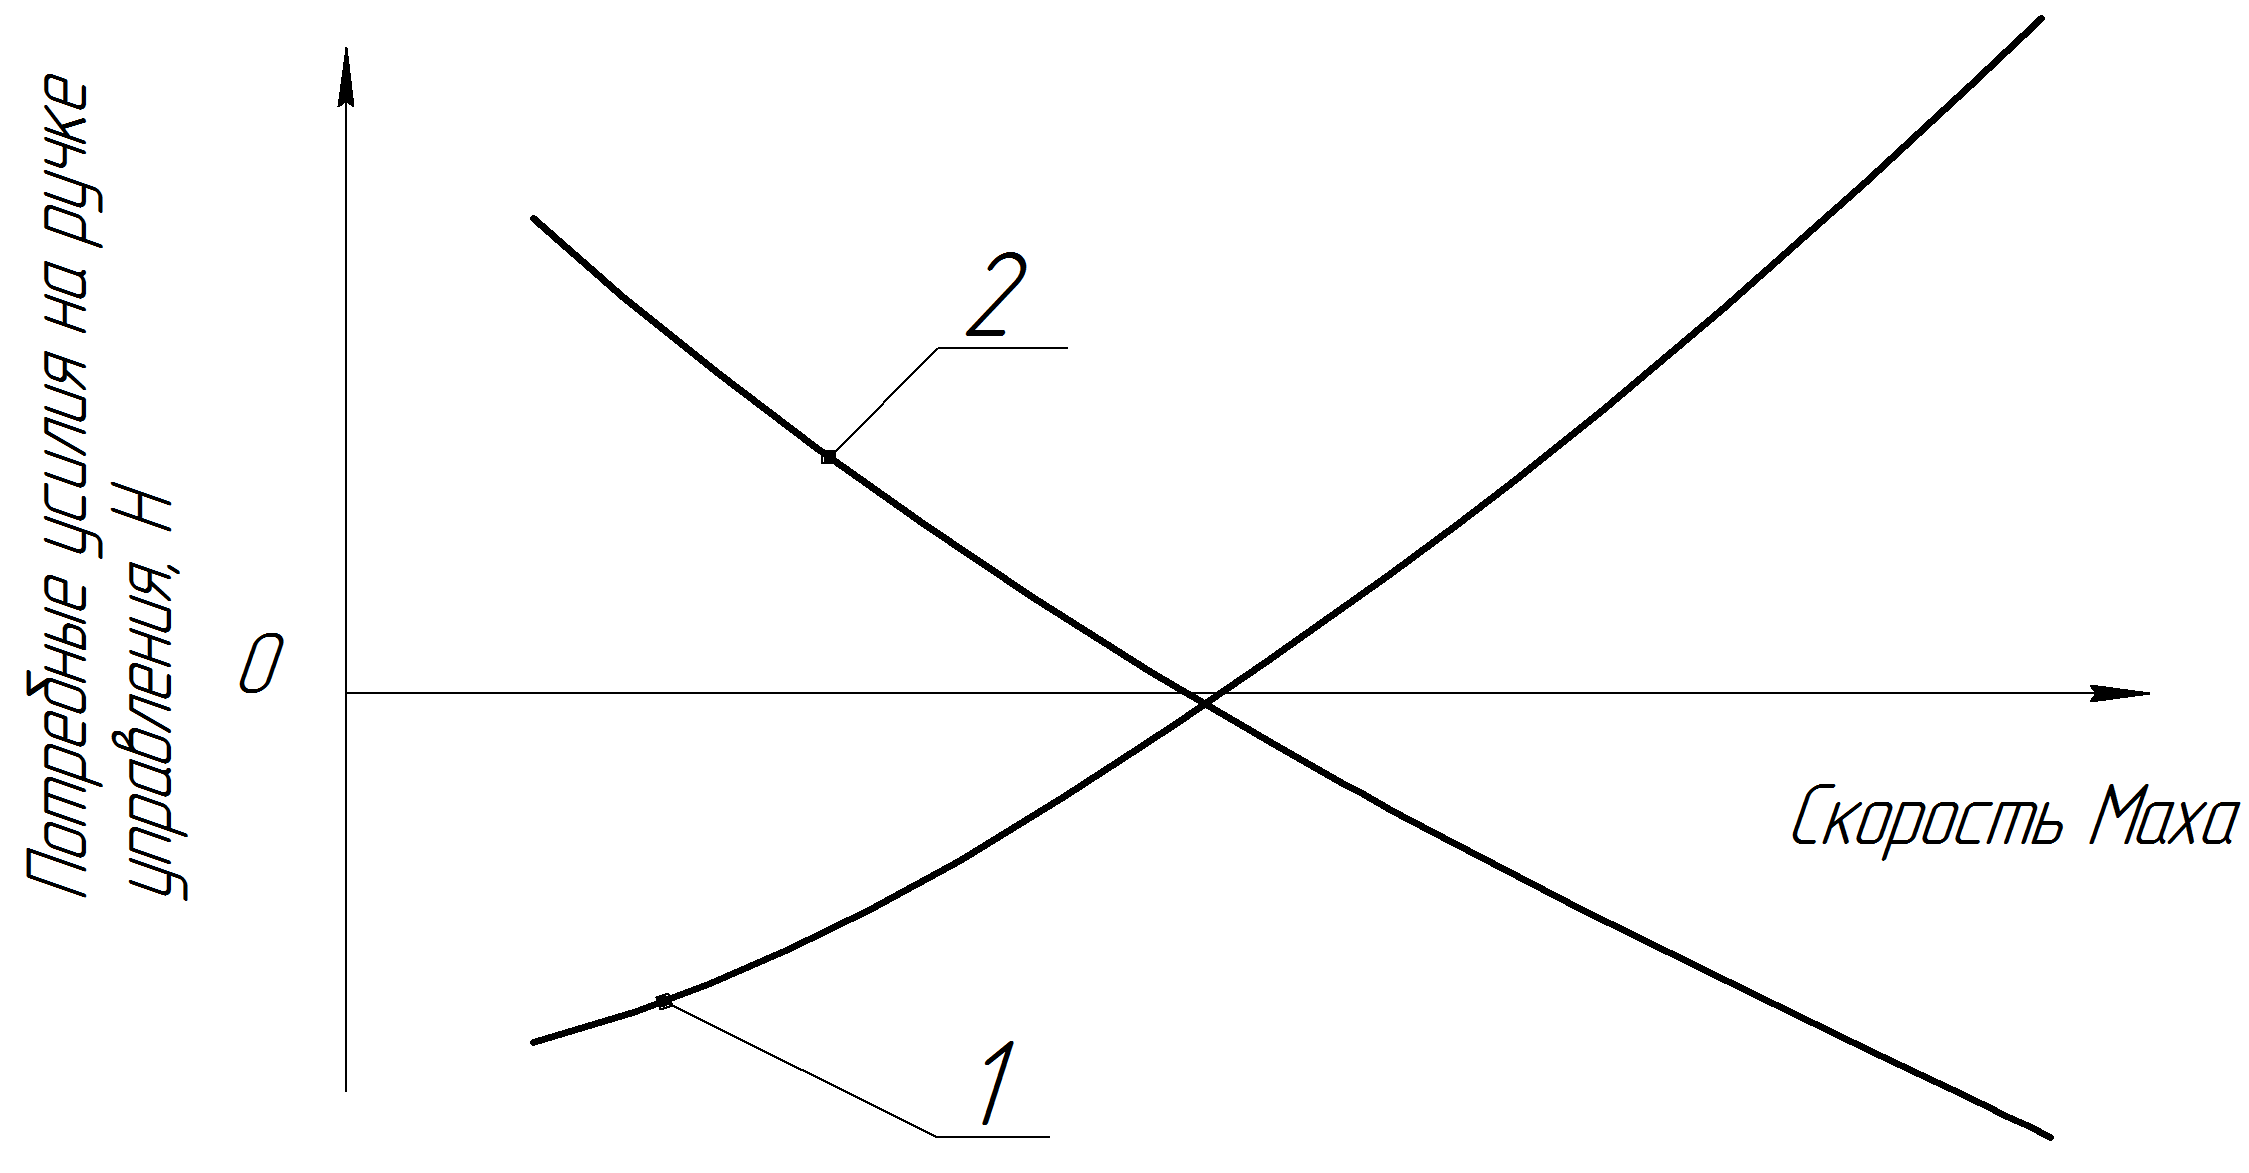 Потребные усилия на ручке
управления, Н
2
0
Скорость Маха
1